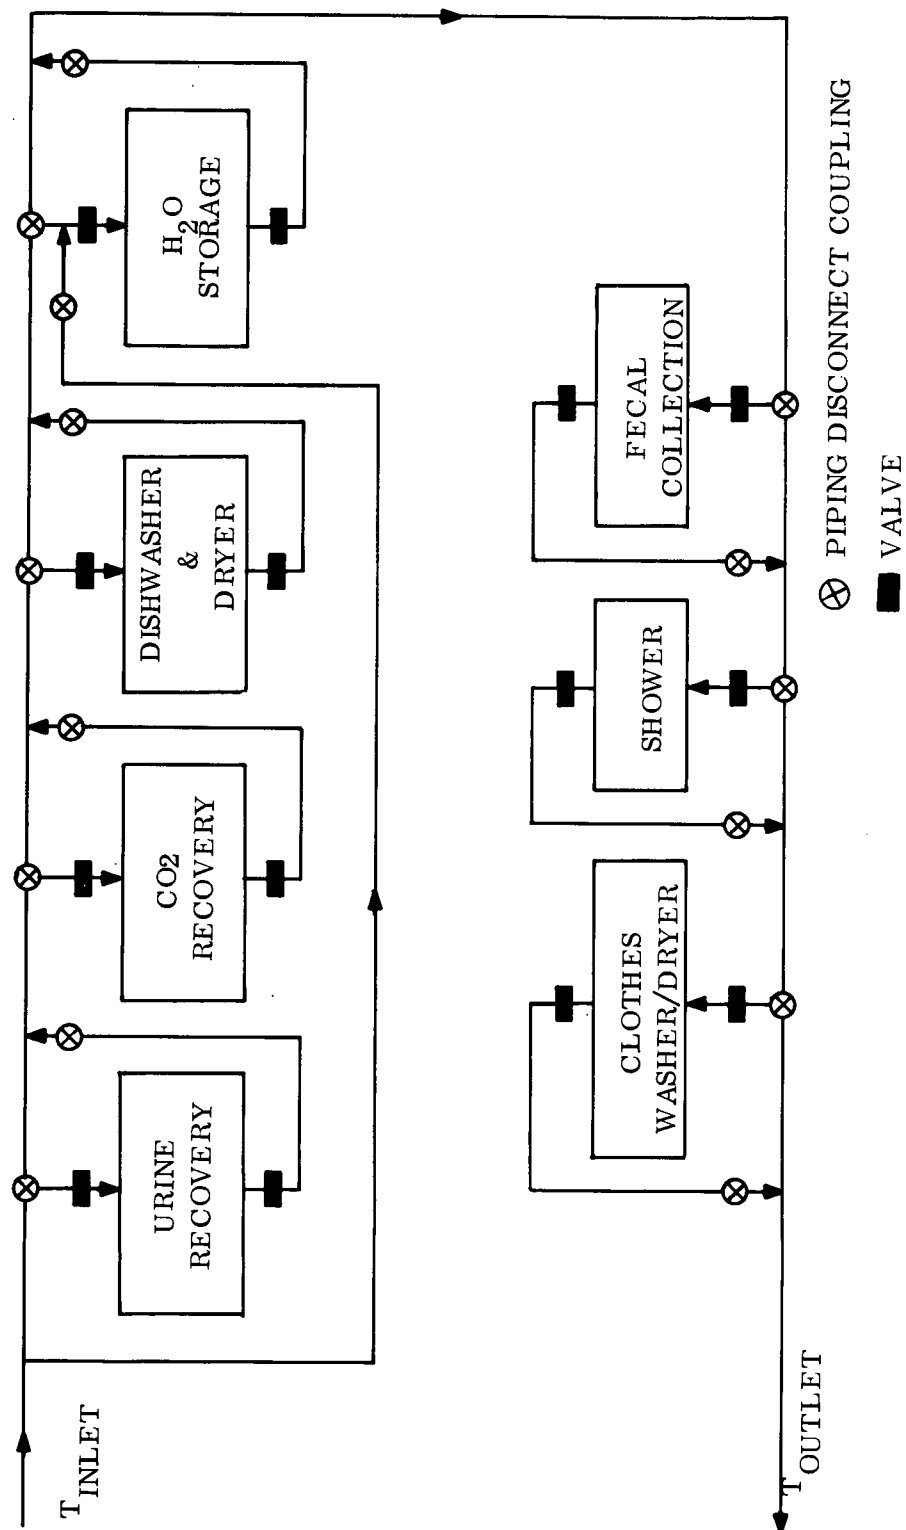 T INLET
URINE
RECOVERY
CO2
RECOVERY
DISHWASHER
&
DRYER
H2O
STORAGE
CLOTHES
WASHER/DRYER
SHOWER
FECAL
COLLECTION
T OUTLET
PIPING DISCONNECT COUPLING
VALVE